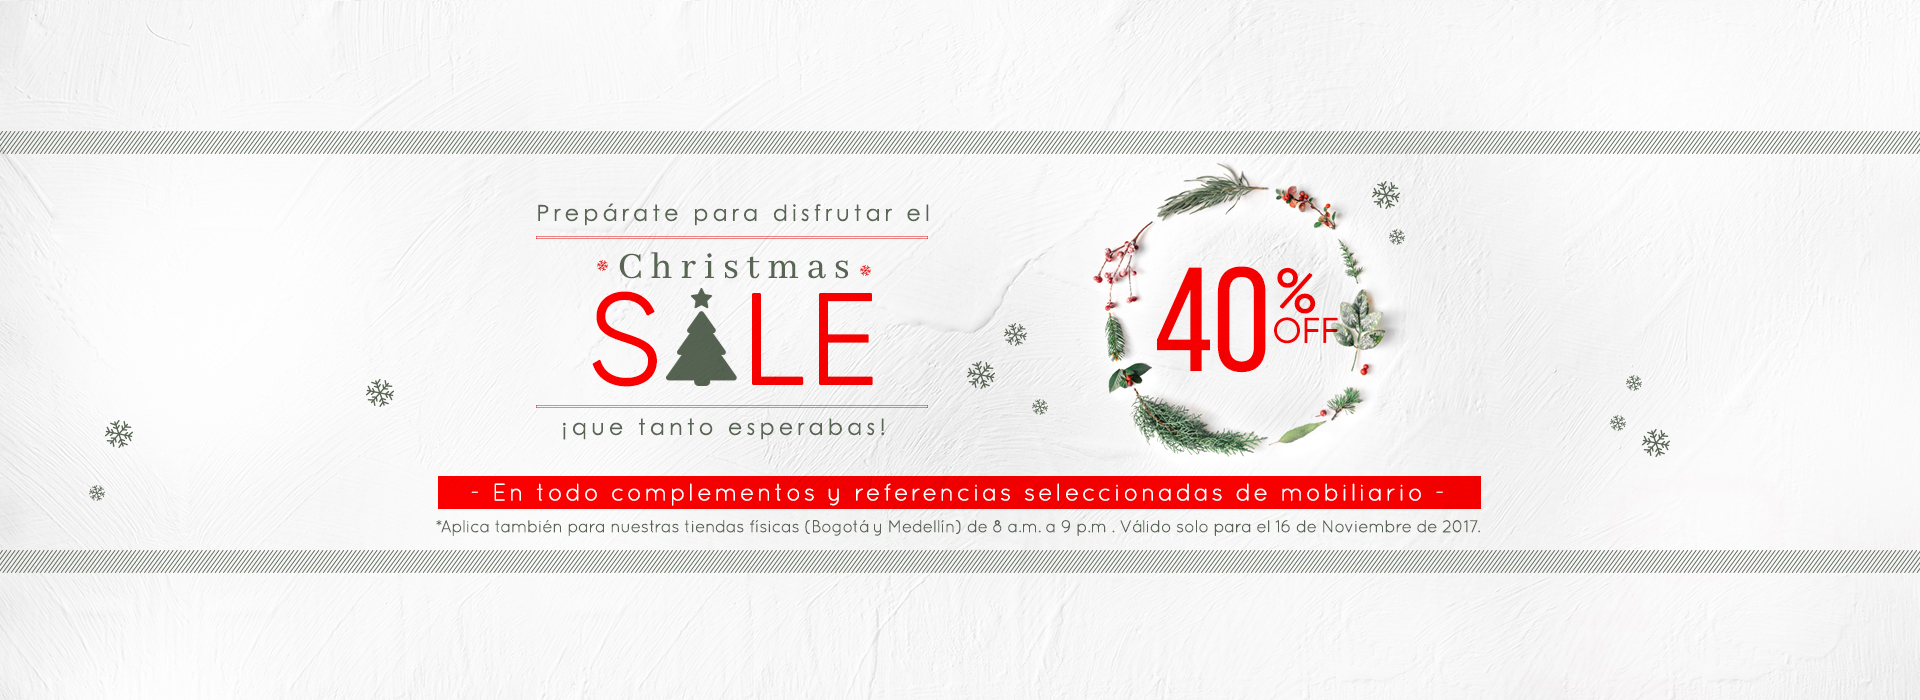 Prepárate para disfrutar el
Christmas
SALE
¡que tanto esperabas!
40% OFF
- En todo complementos y referencias seleccionadas de mobiliario -
*Aplica también para nuestras tiendas físicas (Bogotá y Medellín) de 8 a.m. a 9 p.m . Válido solo para el 16 de Noviembre de 2017.